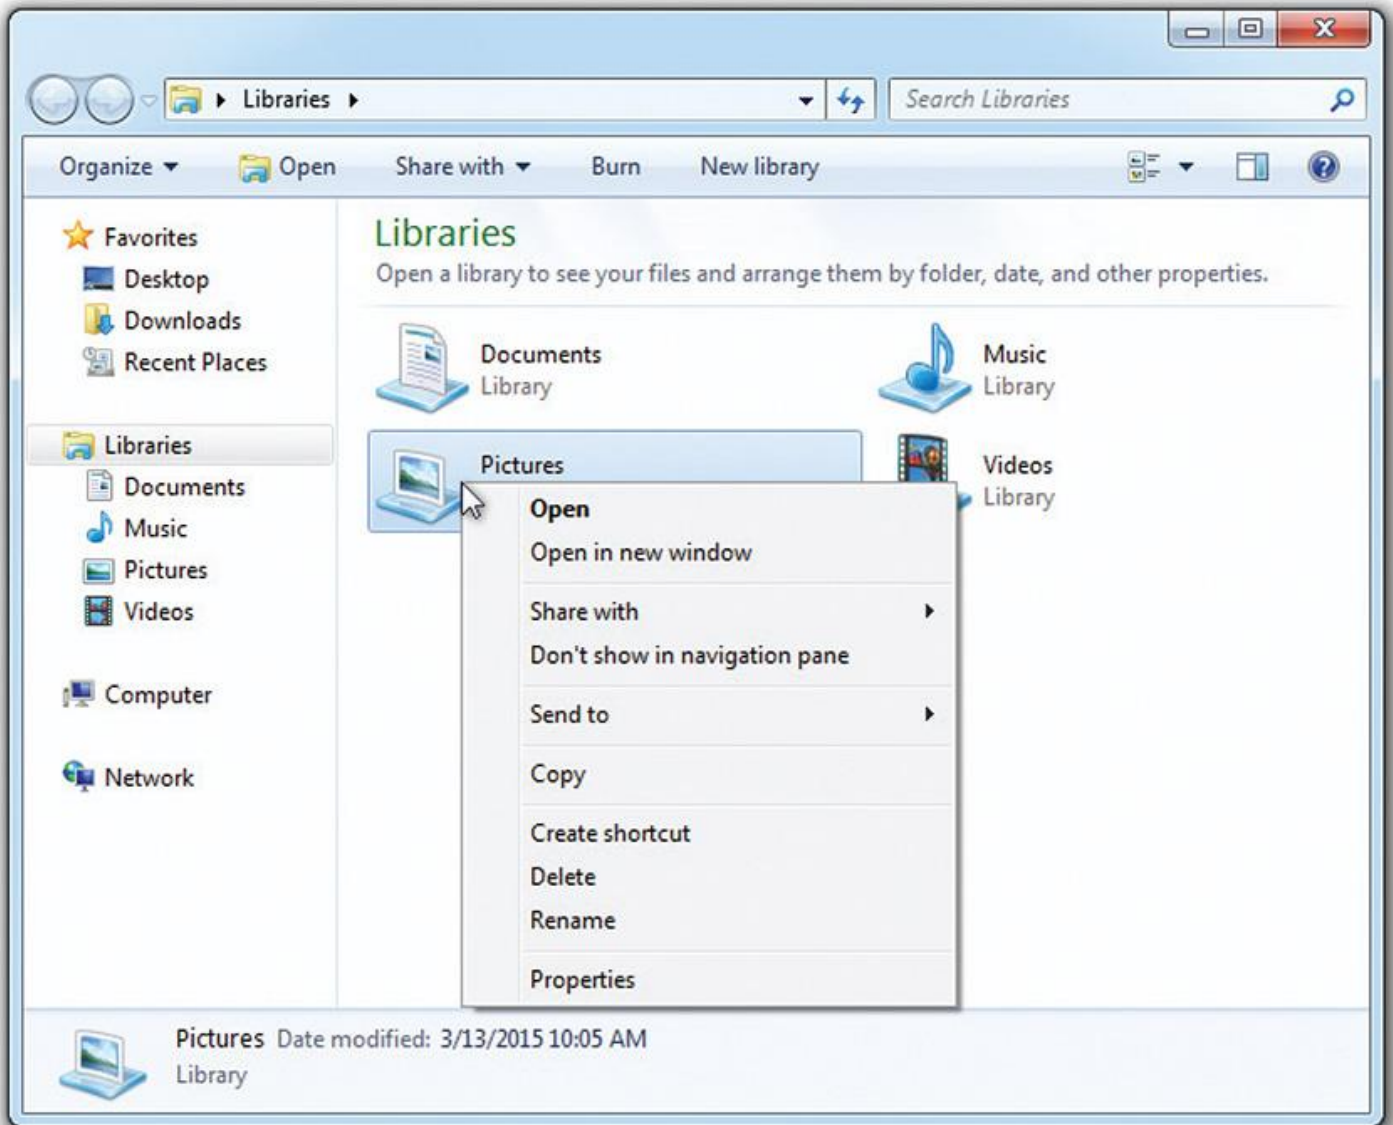 Libraries
Search Libraries
Organize
Open
Share with
Burn
New library
Favorites
Desktop
Downloads
Recent Places
Libraries
Documents
Music
Pictures
Videos
Computer
Network
Libraries
Open a library to see your files and arrange them by folder, date, and other properties.
Documents
Library
Music
Library
Pictures
Videos
Library
Open
Open in new window
Share with
Don't show in navigation pane
Send to
Copy
Create shortcut
Delete
Rename
Properties
Pictures Date modified: 3/13/2015 10:05 AM
Library